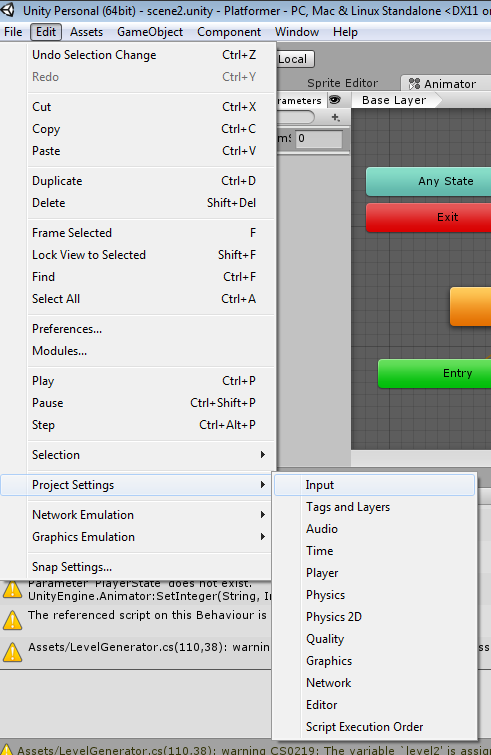 Unity Personal (64bit) - scene2.unity - Platformer - PC, Mac & Linux Standalone <DX11 or
File Edit Assets GameObject Component Window Help
Local
Sprite Editor Animator
Base Layer
0
Undo Selection Change Ctrl+Z
Redo Ctrl+Y
Cut Ctrl+X
Copy Ctrl+C
Paste Ctrl+V
Duplicate Ctrl+D
Delete Shift+Del
Frame Selected F
Lock View to Selected Shift+F
Find Ctrl+F
Select All Ctrl+A
Preferences...
Modules...
Play Ctrl+P
Pause Ctrl+Shift+P
Step Ctrl+Alt+P
Selection
Project Settings
Network Emulation
Graphics Emulation
Snap Settings...
Any State
Exit
Entry
Input
Tags and Layers
Audio
Time
Player
Physics
Physics 2D
Quality
Graphics
Network
Editor
Script Execution Order
Parameter 'PlayerState' does not exist.
UnityEngine.Animator:SetInteger(String, I
The referenced script on this Behaviour is
Assets/LevelGenerator.cs(110,38): warning
Assets/LevelGenerator.cs(110,38): warning CS0219: The variable `level2' is assig